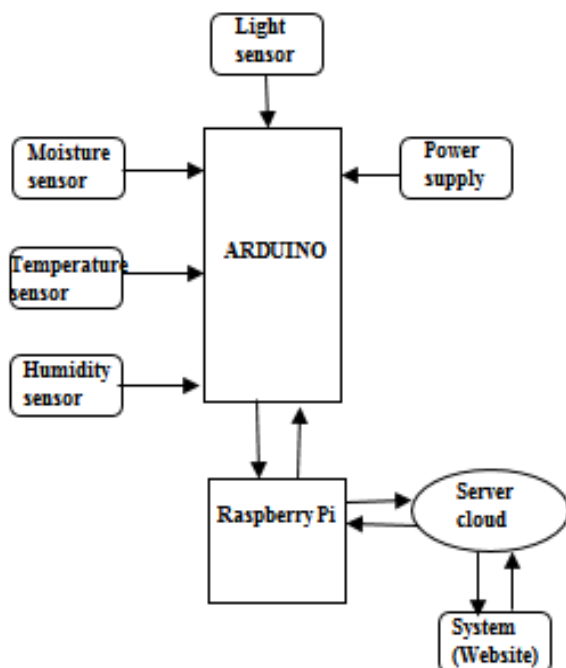 Light
sensor
Moisture
sensor
Power
supply
ARDUINO
Temperature
sensor
Humidity
sensor
Raspberry Pi
Server
cloud
System
(Website)